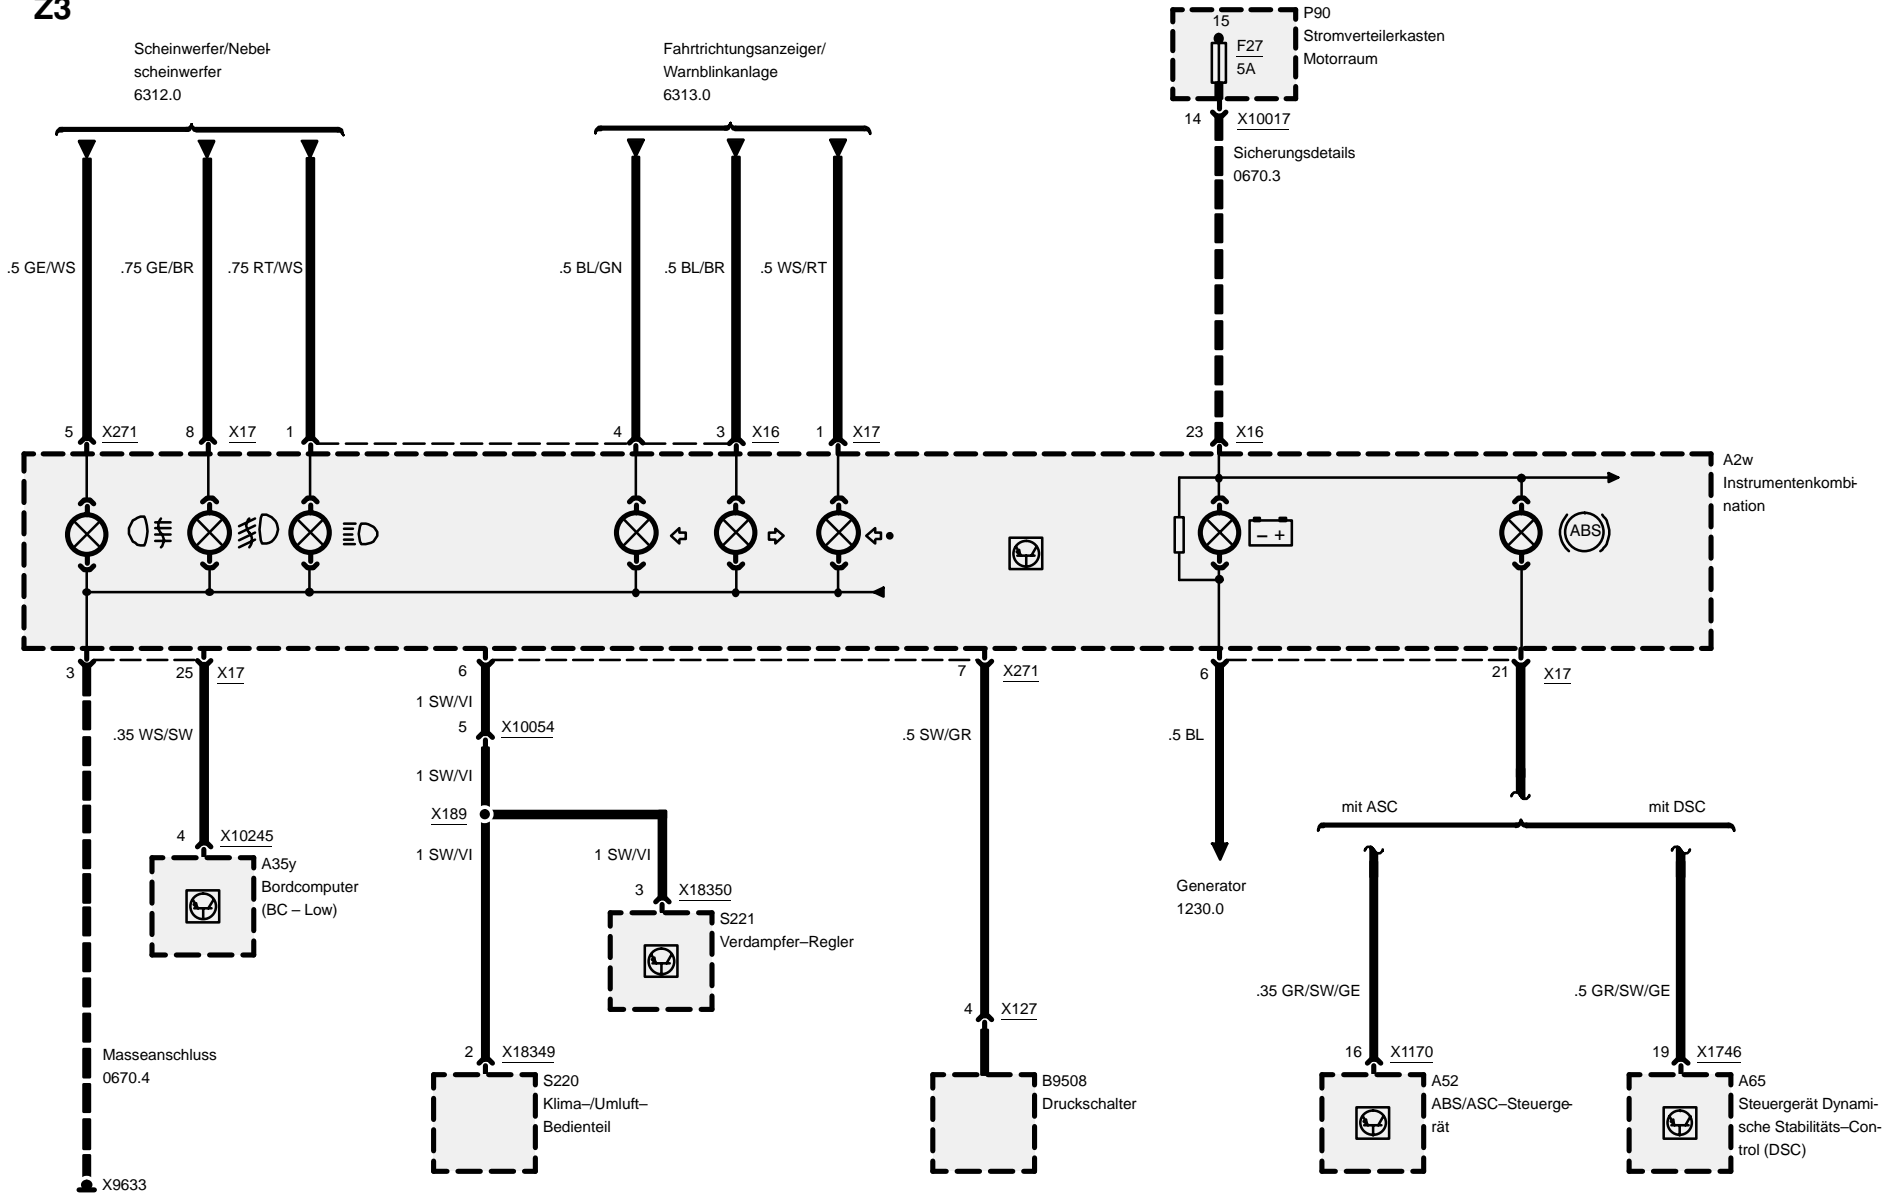 Z3
Scheinwerfer/Nebel-
scheinwerfer
6312.0
Fahrtrichtungsanzeiger/
Warnblinkanlage
6313.0
15
F27
5A
P90
Stromverteilerkasten
Motorraum
14 X10017
Sicherungsdetails
0670.3
.5 GE/WS .75 GE/BR .75 RT/WS .5 BL/GN .5 BL/BR .5 WS/RT
5 X271 8 X17 1 4 3 X16 1 X17 23 X16
A2w
Instrumentenkombi-
nation
– +
ABS
3 25 X17 6 7 X271 6 21 X17
1 SW/VI
5 X10054
.35 WS/SW .5 SW/GR .5 BL
1 SW/VI
mit ASC mit DSC
X189
4 X10245
1 SW/VI 1 SW/VI
A35y
Bordcomputer
(BC – Low)
3 X18350
Generator
1230.0
S221
Verdampfer–Regler
.35 GR/SW/GE .5 GR/SW/GE
4 X127
Masseanschluss
0670.4
2 X18349 16 X1170 19 X1746
S220
Klima–/Umluft–
Bedienteil
B9508
Druckschalter
A52
ABS/ASC–Steuerge-
rät
A65
Steuergerät Dynami-
sche Stabilitäts–Con-
trol (DSC)
X9633